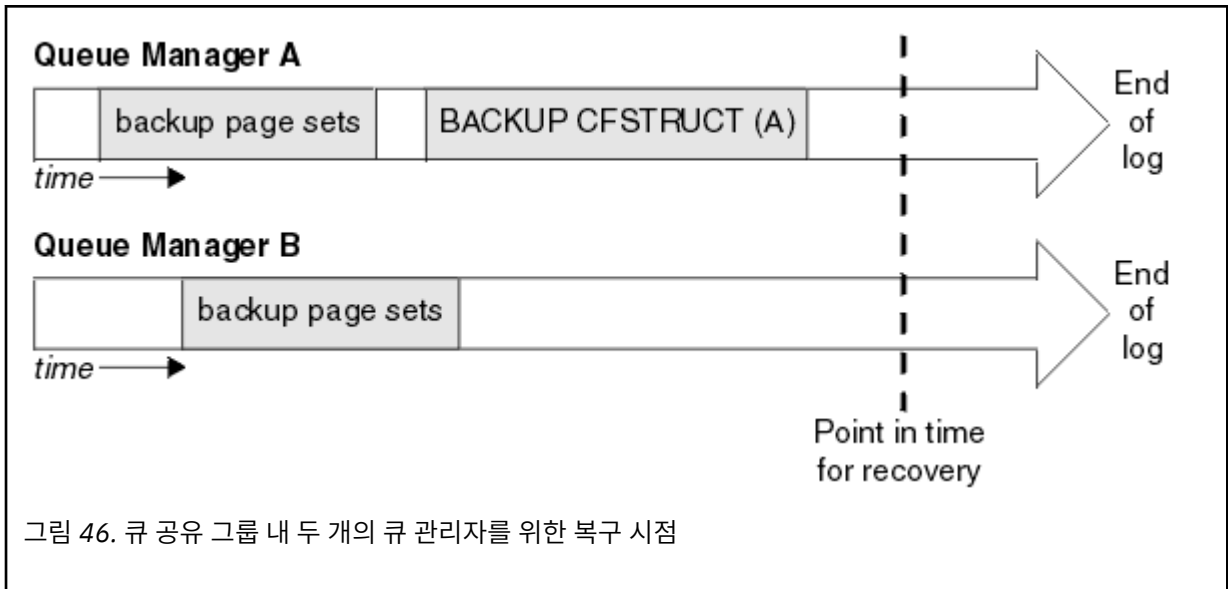 Queue Manager A
backup page sets
BACKUP CFSTRUCT (A)
End
of
log
time
Queue Manager B
backup page sets
End
of
log
time
Point in time
for recovery
그림 46. 큐 공유 그룹 내 두 개의 큐 관리자를 위한 복구 시점